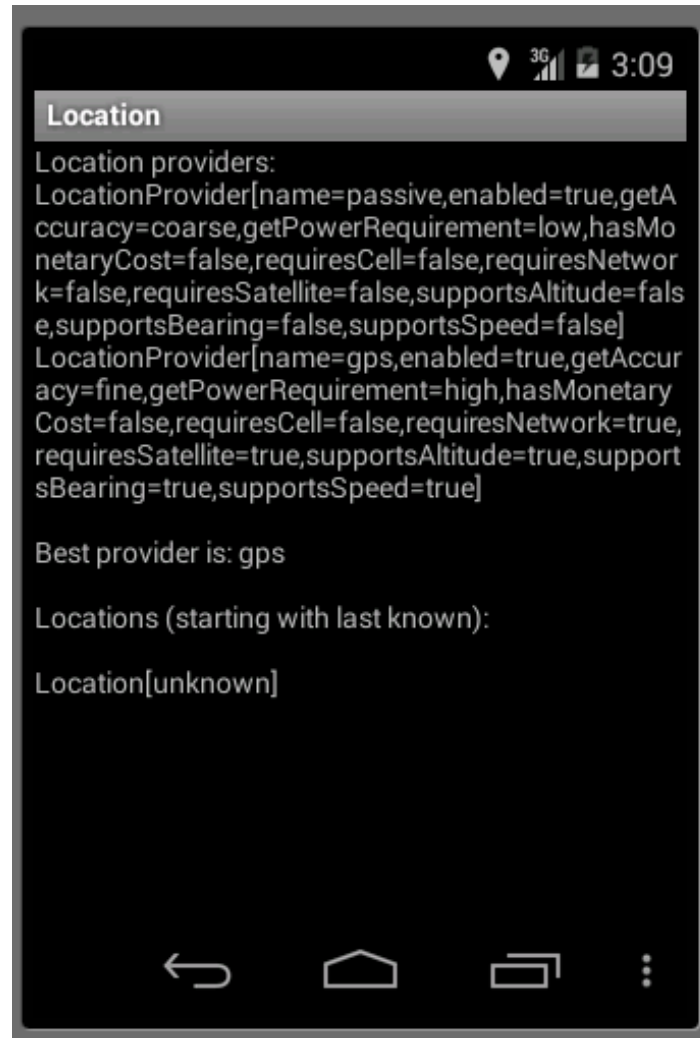 3G 3:09
Location
Location providers:
LocationProvider[name=passive,enabled=true,getA
ccuracy=coarse,getPowerRequirement=low,hasMo
netaryCost=false,requiresCell=false,requiresNetwor
k=false,requiresSatellite=false,supportsAltitude=fals
e,supportsBearing=false,supportsSpeed=false]
LocationProvider[name=gps,enabled=true,getAccur
acy=fine,getPowerRequirement=high,hasMonetary
Cost=false,requiresCell=false,requiresNetwork=true,
requiresSatellite=true,supportsAltitude=true,support
sBearing=true,supportsSpeed=true]
Best provider is: gps
Locations (starting with last known):
Location[unknown]